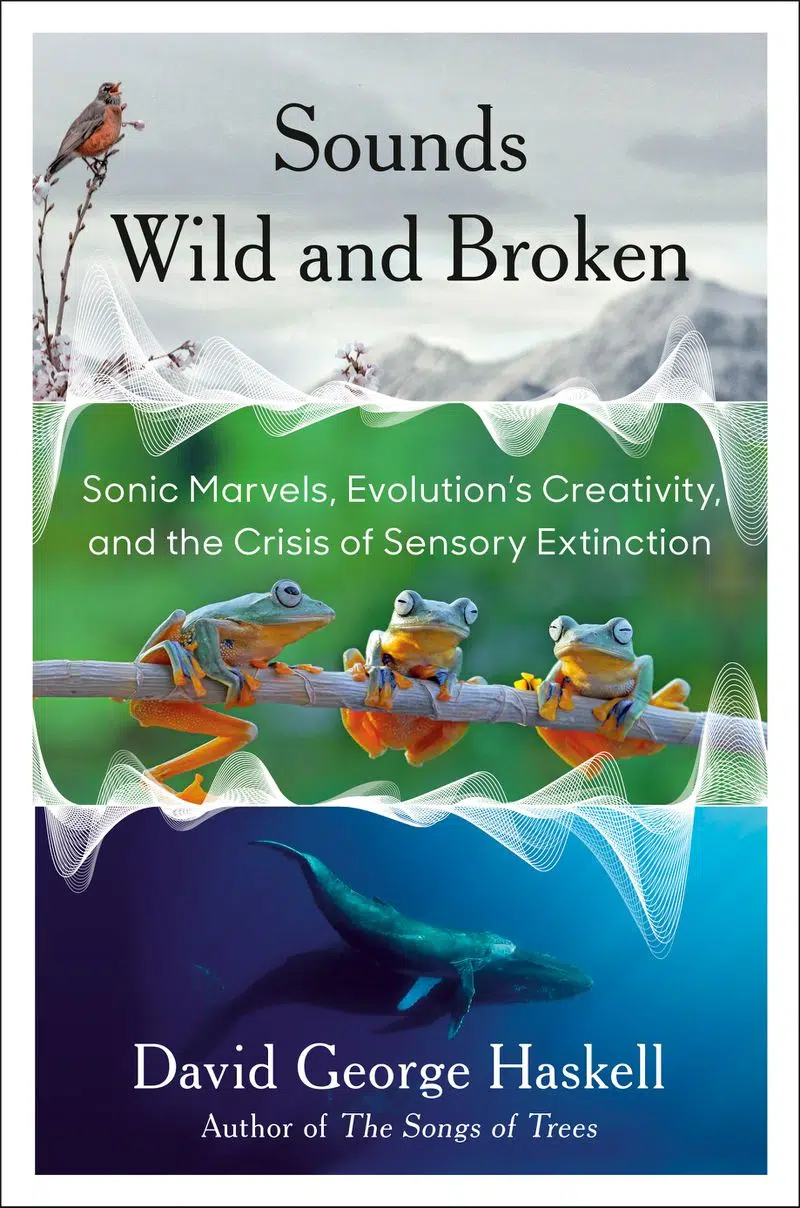 Sounds
Wild and Broken
Sonic Marvels, Evolution's Creativity,
and the Crisis of Sensory Extinction
David George Haskell
Author of The Songs of Trees